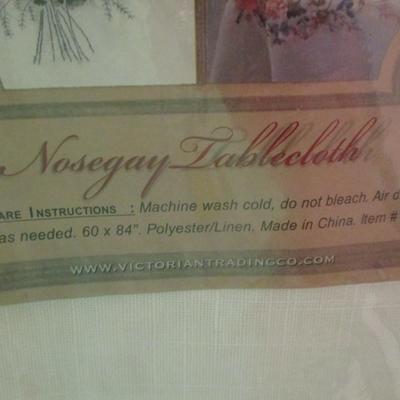 Nosegay Tablecloth
ARE INSTRUCTIONS : Machine wash cold, do not bleach. Air d
as needed. 60 x 84". Polyester/Linen. Made in China. Item #
WWW.VICTORIANTRADINGCO.COM